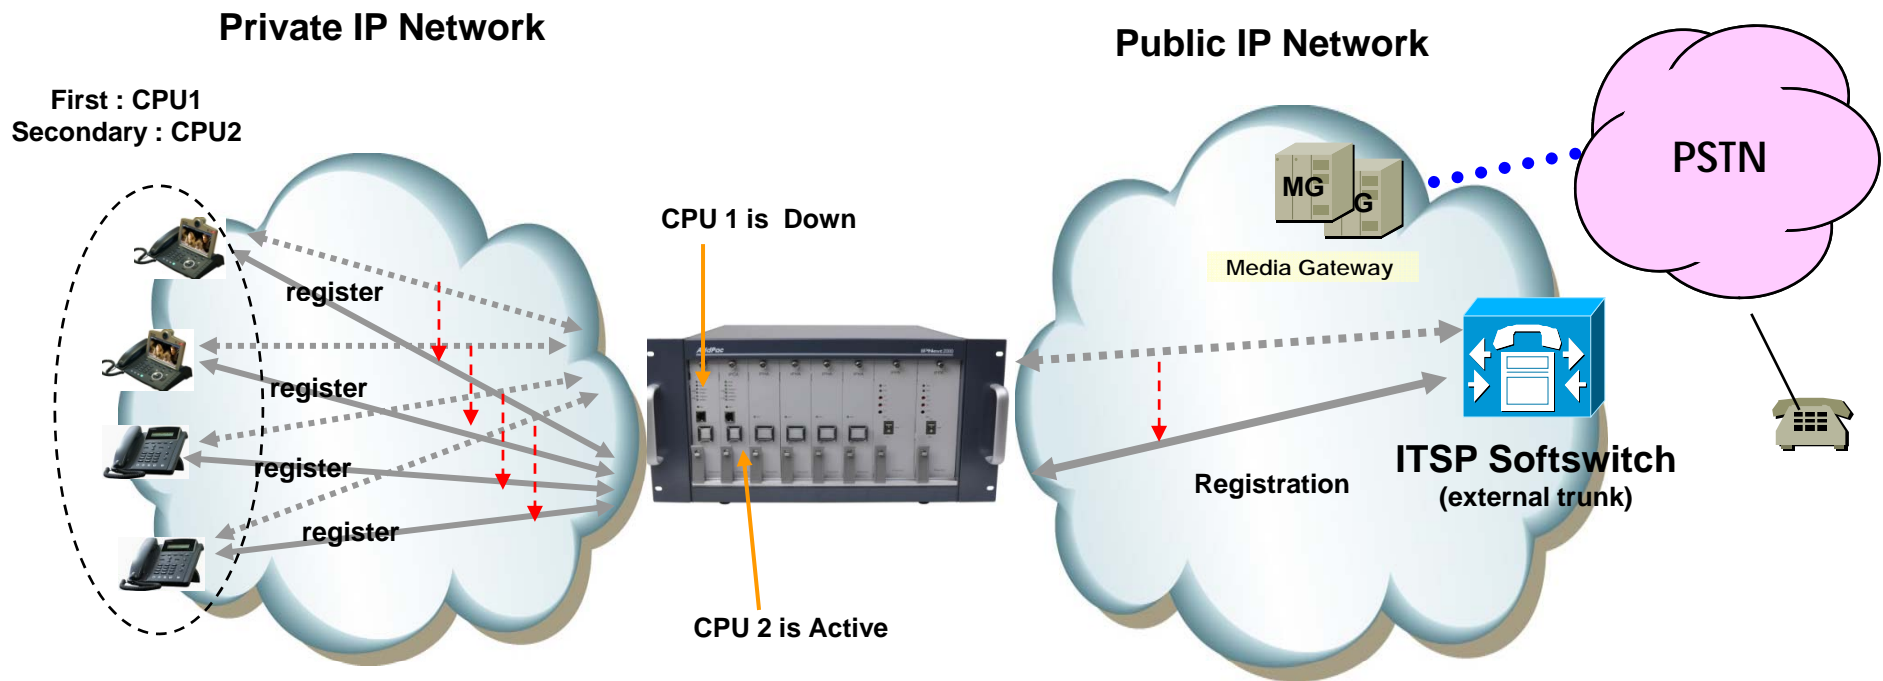 Private IP Network
Public IP Network
First : CPU1
Secondary : CPU2
PSTN
MG
G
CPU 1 is Down
Media Gateway
register
register
register
register
AddPac
Registration
ITSP Softswitch
(external trunk)
CPU 2 is Active